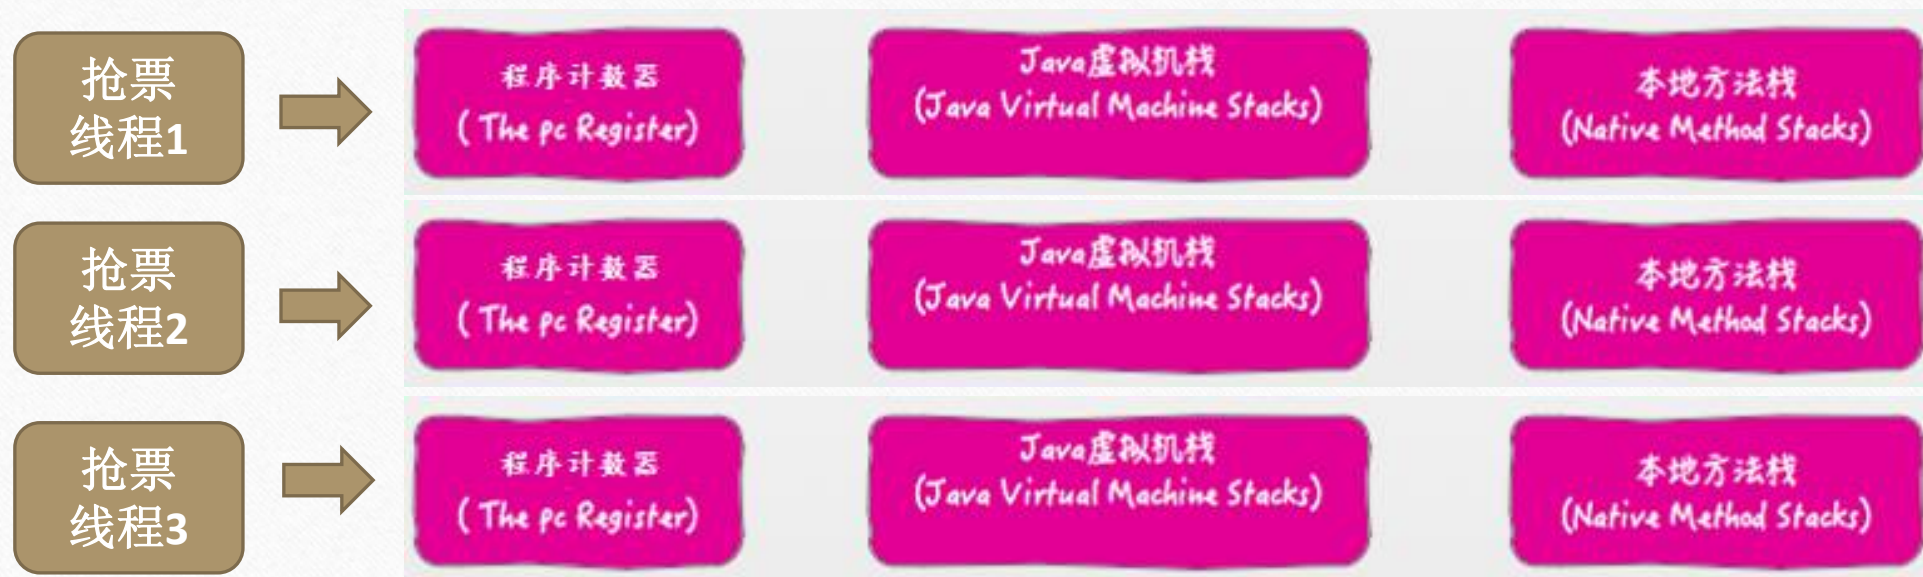 抢票
线程1
程序计数器
( The pc Register)
Java虚拟机栈
(Java Virtual Machine Stacks)
本地方法栈
(Native Method Stacks)
抢票
线程2
程序计数器
( The pc Register)
Java虚拟机栈
(Java Virtual Machine Stacks)
本地方法栈
(Native Method Stacks)
抢票
线程3
程序计数器
( The pc Register)
Java虚拟机栈
(Java Virtual Machine Stacks)
本地方法栈
(Native Method Stacks)